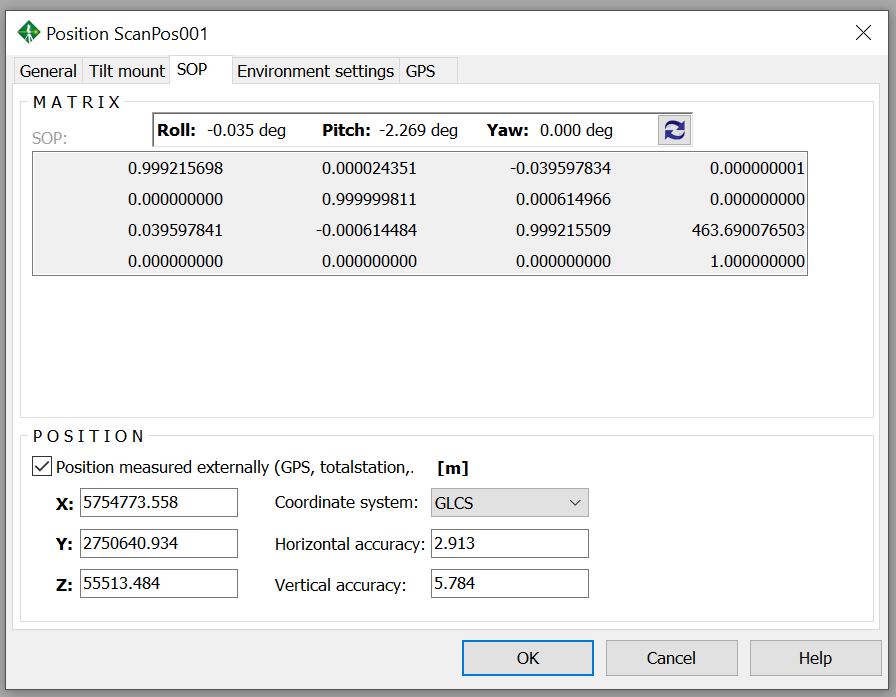 Position ScanPos001
General Tilt mount SOP Environment settings GPS
MATRIX
SOP:
Roll: -0.035 deg Pitch: -2.269 deg Yaw: 0.000 deg
0.999215698 0.000024351 -0.039597834 0.000000001
0.000000000 0.999999811 0.000614966 0.000000000
0.039597841 -0.000614484 0.999215509 463.690076503
0.000000000 0.000000000 0.000000000 1.000000000
POSITION
Position measured externally (GPS, totalstation,. [m]
X: 5754773.558 Coordinate system: GLCS
Y: 2750640.934 Horizontal accuracy: 2.913
Z: 55513.484 Vertical accuracy: 5.784
OK Cancel Help